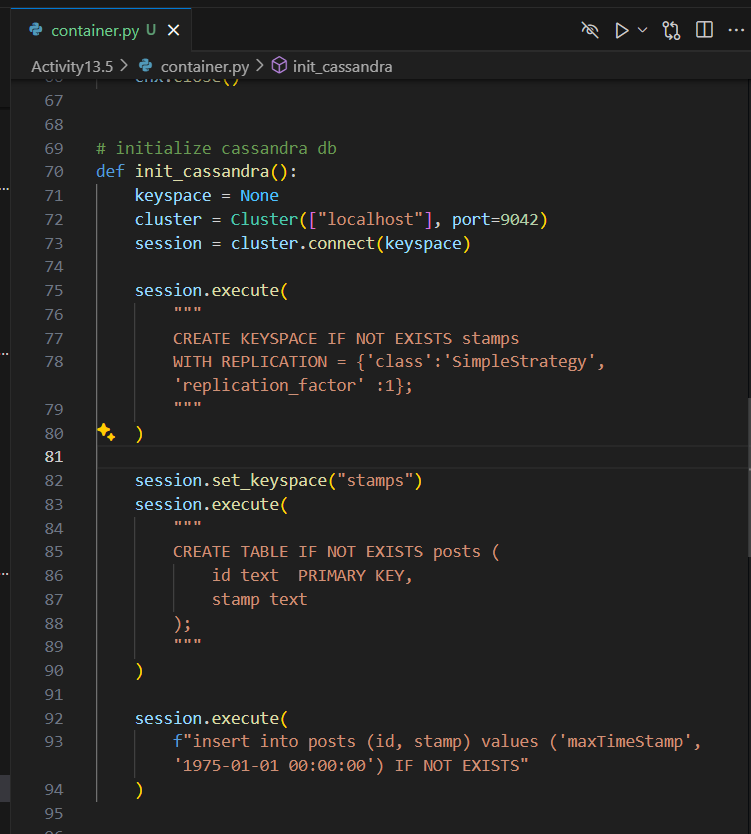 container.py U
Activity13.5 > container.py > init_cassandra
66 cnx.close()
67
68
69 # initialize cassandra db
70 def init_cassandra():
71 keyspace = None
72 cluster = Cluster(["localhost"], port=9042)
73 session = cluster.connect(keyspace)
74
75 session.execute(
76 """
77 CREATE KEYSPACE IF NOT EXISTS stamps
78 WITH REPLICATION = {'class':'SimpleStrategy',
'replication_factor' :1};
79 """
80 )
81
82 session.set_keyspace("stamps")
83 session.execute(
84 """
85 CREATE TABLE IF NOT EXISTS posts (
86 id text  PRIMARY KEY,
87 stamp text
88 );
89 """
90 )
91
92 session.execute(
93 f"insert into posts (id, stamp) values ('maxTimeStamp',
'1975-01-01 00:00:00') IF NOT EXISTS"
94 )
95